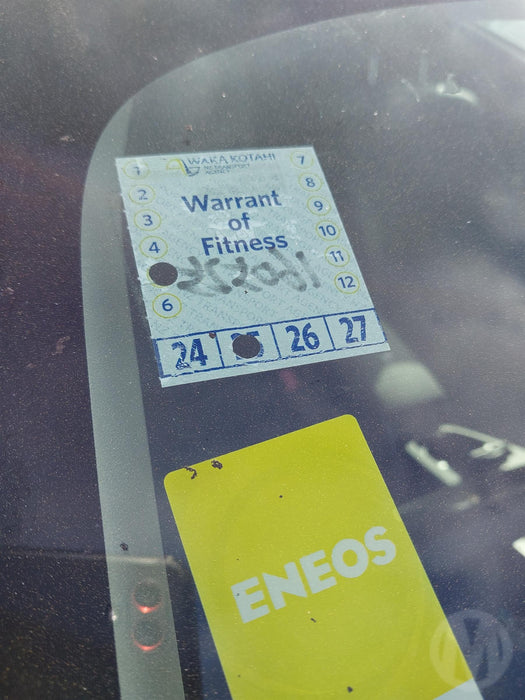 WAKA KOTAHI
NZ TRANSPORT
AGENCY
1
2
3
4
6
7
8
9
10
11
12
Warrant
of
Fitness
24
26
27
ENEOS
M